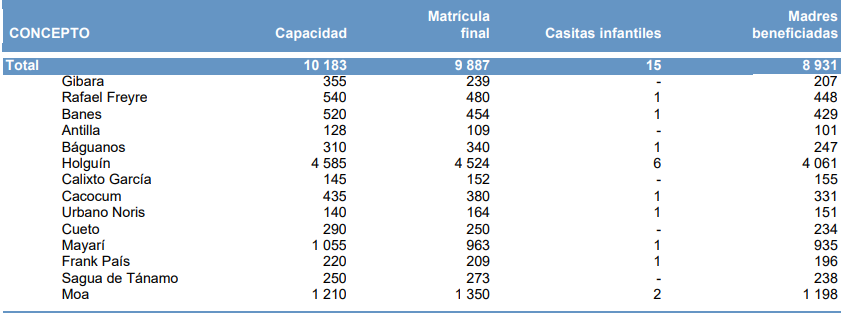 CONCEPTO Capacidad Matrícula final Casitas infantiles Madres beneficiadas
Total 10 183 9 887 15 8 931
Gibara 355 239 - 207
Rafael Freyre 540 480 1 448
Banes 520 454 1 429
Antilla 128 109 - 101
Báguanos 310 340 1 247
Holguín 4 585 4 524 6 4 061
Calixto García 145 152 - 155
Cacocum 435 380 1 331
Urbano Noris 140 164 1 151
Cueto 290 250 - 234
Mayarí 1 055 963 1 935
Frank País 220 209 1 196
Sagua de Tánamo 250 273 - 238
Moa 1 210 1 350 2 1 198